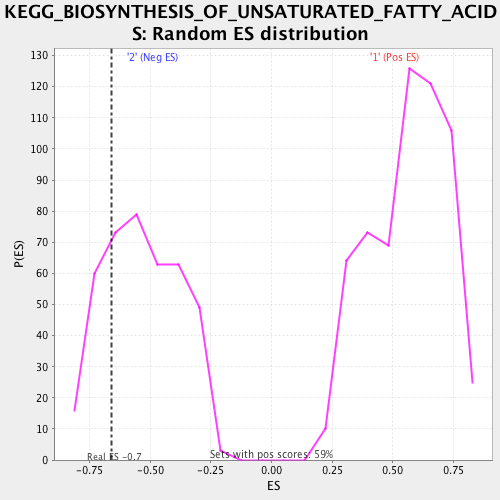 KEGG_BIOSYNTHESIS_OF_UNSATURATED_FATTY_ACID
S: Random ES distribution
'2' (Neg ES)
'1' (Pos ES)
130
120
110
100
90
80
70
60
50
40
30
20
10
0
P(ES)
Real ES -0.7
Sets with pos scores: 59%
-0.75
-0.50
-0.25
0.00
0.25
0.50
0.75
ES